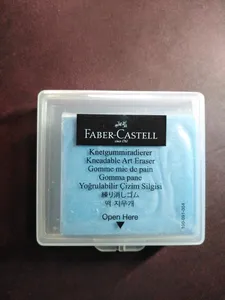 FABER-CASTELL
since 1761
Knetgummiradierer
Kneadable Art Eraser
Gomme mie de pain
Gomma pane
Yoğrulabilir Çizim Silgisi
練り消しゴム
떡 지우개
Open Here